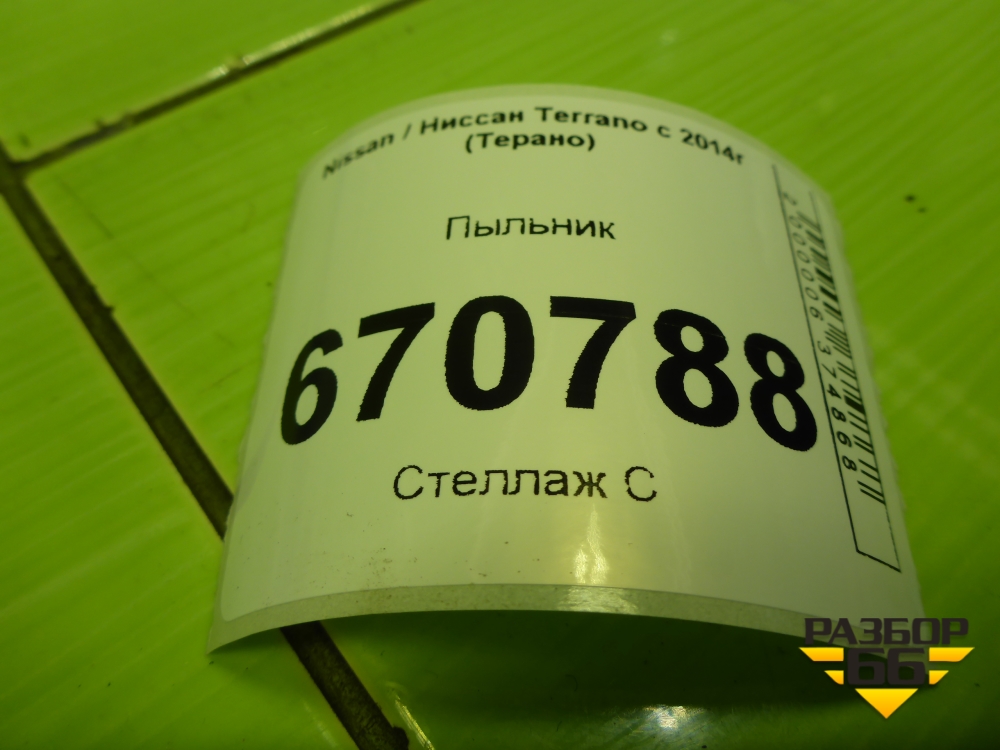 Nissan / Ниссан Terrano с 2014г
(Терано)
Пыльник
670788
Стеллаж С
2000006374868
РАЗБОР
66